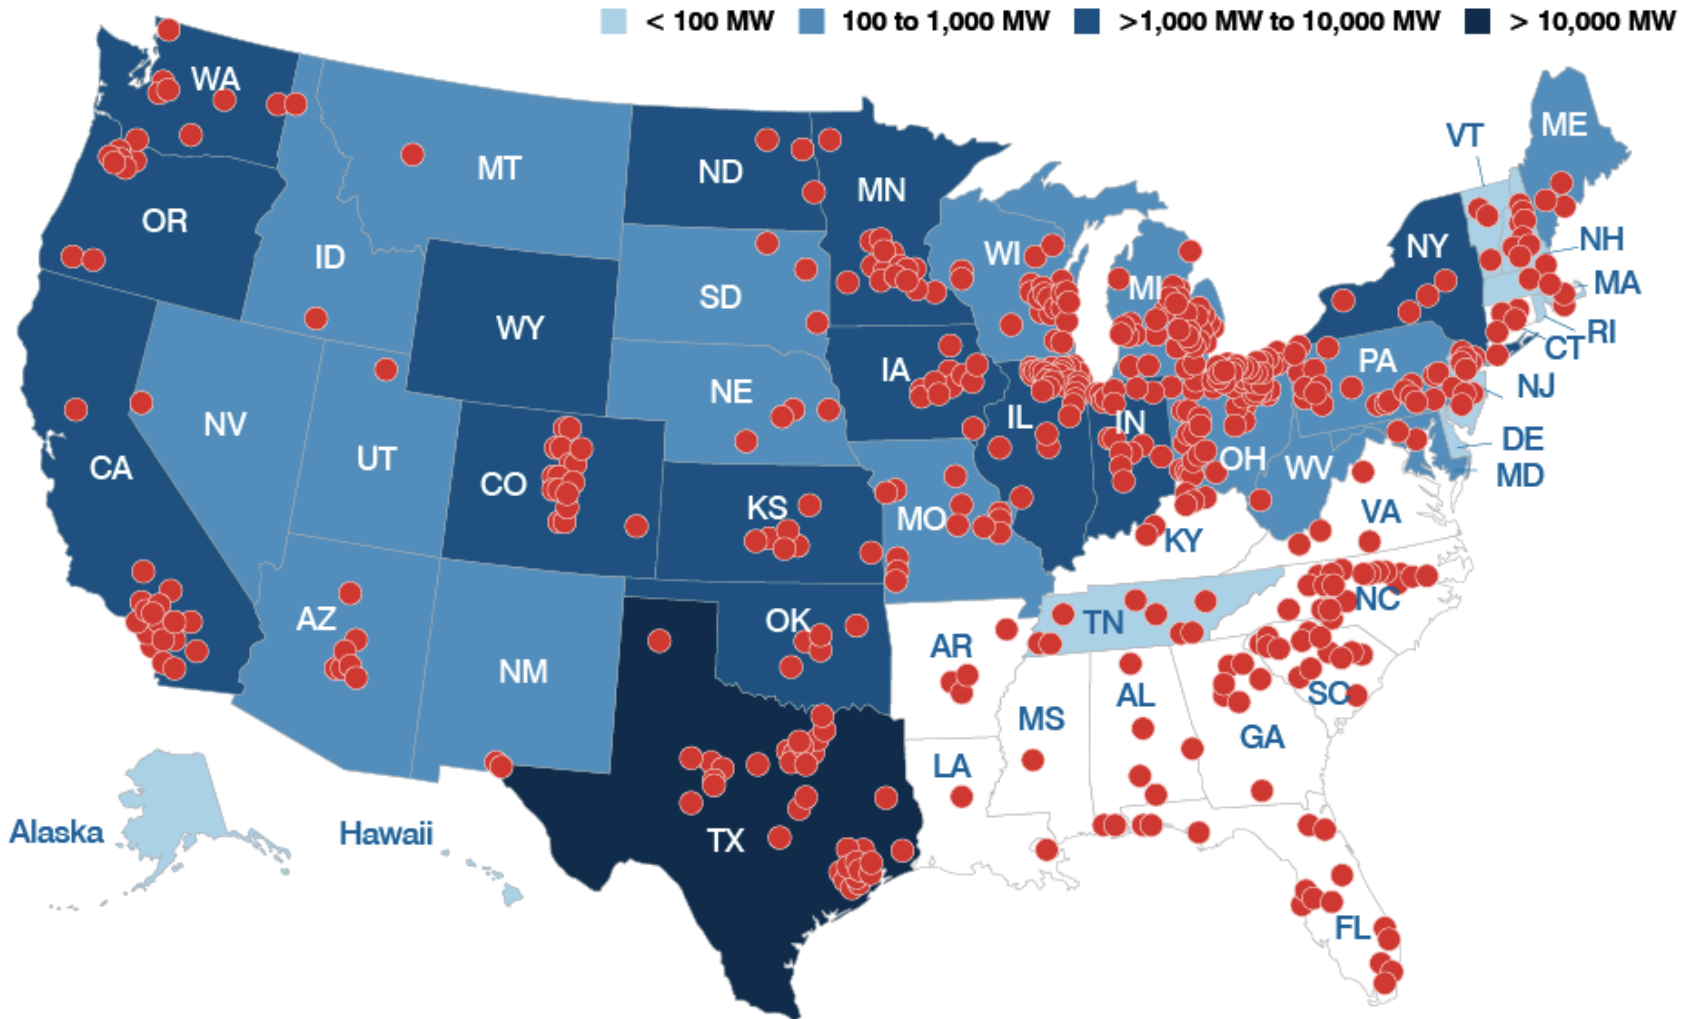 < 100 MW 100 to 1,000 MW >1,000 MW to 10,000 MW > 10,000 MW
WA
ME
VT
MT
ND
MN
OR
NH
NY
WI
ID
MA
MI
SD
WY
RI
CT
PA
IA
NJ
NE
IL
IN
NV
DE
UT
OH
CA
WV
MD
CO
KS
VA
MO
KY
NC
AZ
OK
TN
AR
NM
SC
AL
MS
GA
LA
Alaska
Hawaii
TX
FL